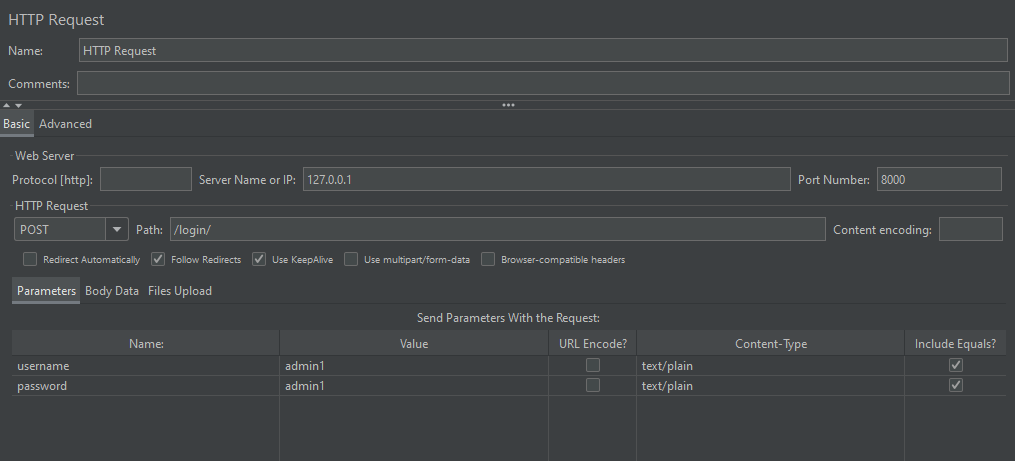 HTTP Request
Name: HTTP Request
Comments:
Basic Advanced
Web Server
Protocol [http]: Server Name or IP: 127.0.0.1 Port Number: 8000
HTTP Request
POST Path: /login/ Content encoding:
Redirect Automatically Follow Redirects Use KeepAlive Use multipart/form-data Browser-compatible headers
Parameters Body Data Files Upload
Send Parameters With the Request:
Name: Value URL Encode? Content-Type Include Equals?
username admin1 text/plain
password admin1 text/plain